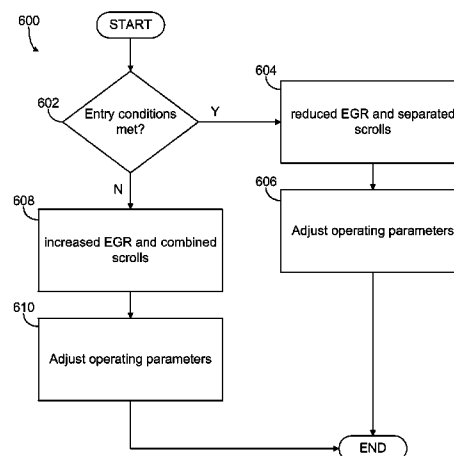 600
START
602
Entry conditions
met?
Y
604
reduced EGR and separated
scrolls
N
606
Adjust operating parameters
608
increased EGR and combined
scrolls
610
Adjust operating parameters
END